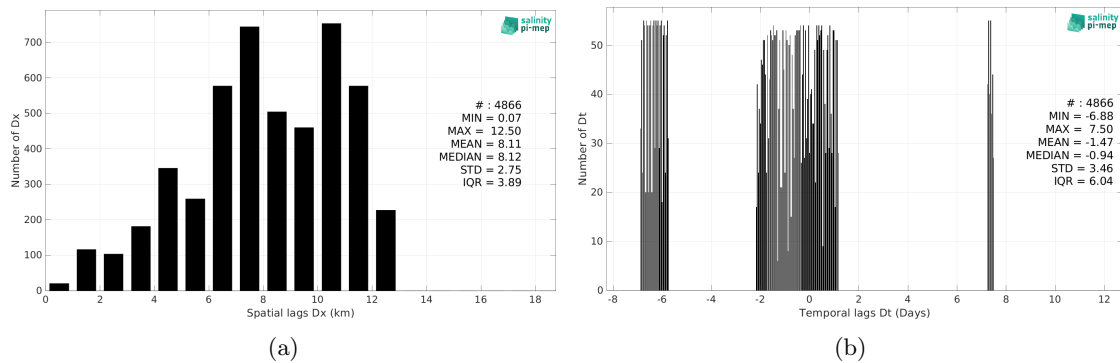 salinity
pi-mep
700
600
500
400
300
200
100
0
Number of Dx
# : 4866
MIN = 0.07
MAX = 12.50
MEAN = 8.11
MEDIAN = 8.12
STD = 2.75
IQR = 3.89
0 2 4 6 8 10 12 14 16 18
Spatial lags Dx (km)
(a)
salinity
pi-mep
50
40
30
20
10
0
Number of Dt
# : 4866
MIN = -6.88
MAX = 7.50
MEAN = -1.47
MEDIAN = -0.94
STD = 3.46
IQR = 6.04
-8 -6 -4 -2 0 2 4 6 8 10 12
Temporal lags Dt (Days)
(b)